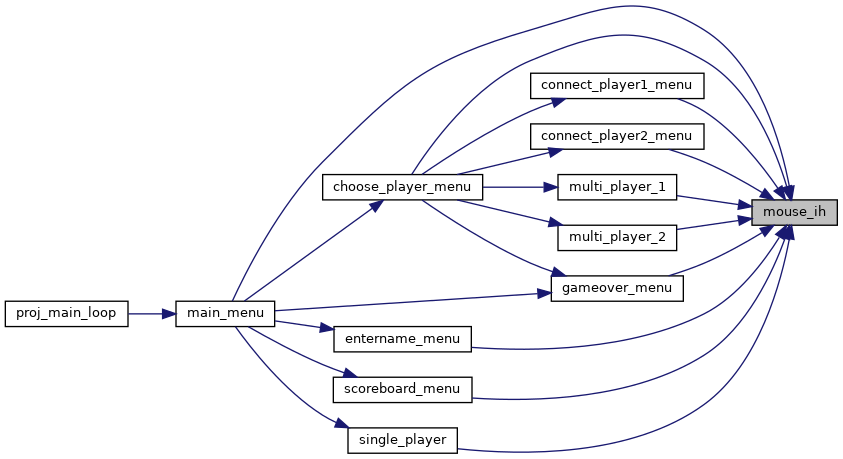 connect_player1_menu
connect_player2_menu
choose_player_menu
multi_player_1
mouse_ih
multi_player_2
gameover_menu
proj_main_loop
main_menu
entername_menu
scoreboard_menu
single_player